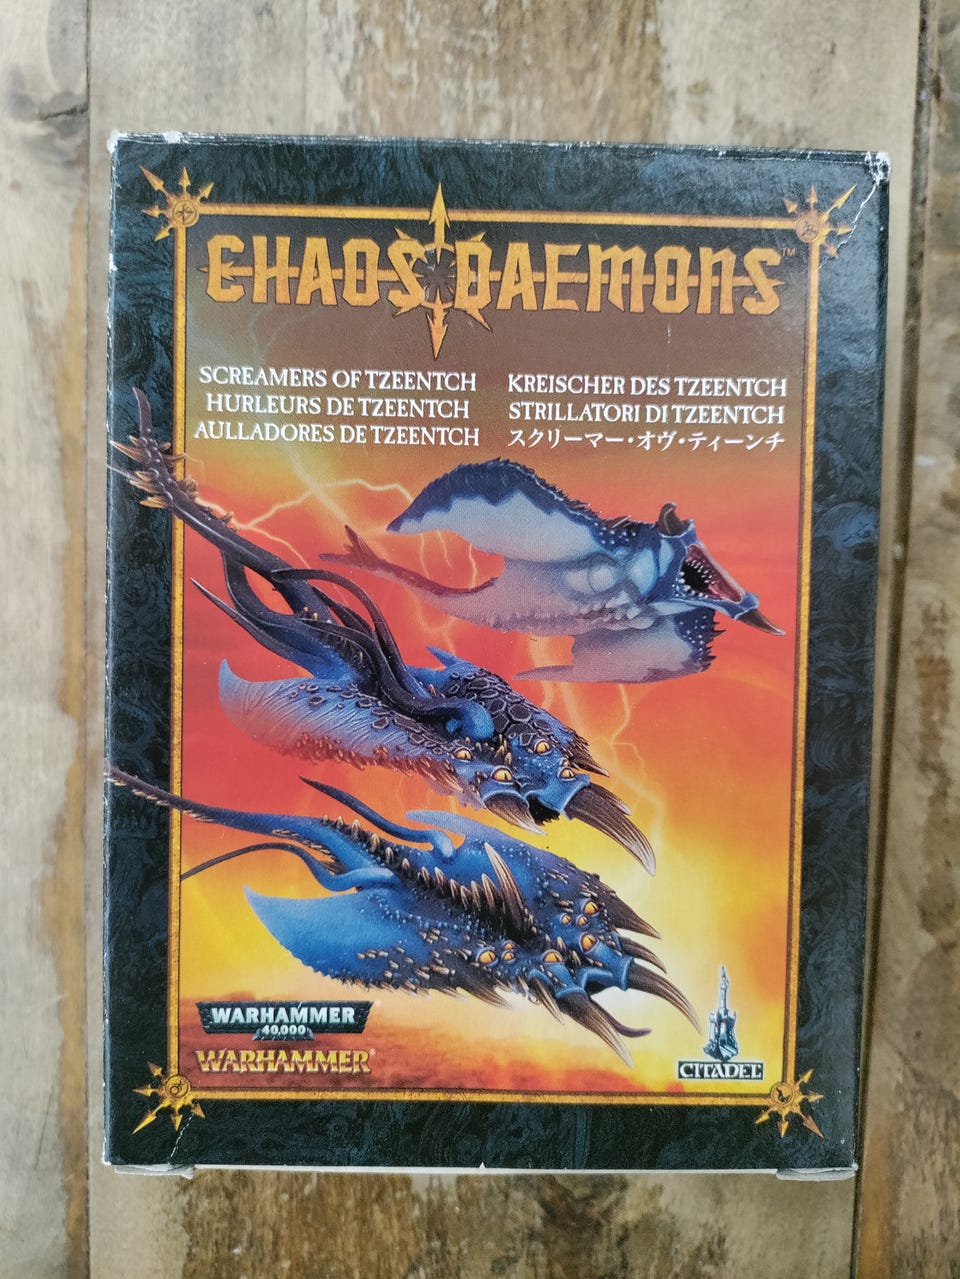 CHAOS DAEMONS™
SCREAMERS OF TZEENTCH
HURLEURS DE TZEENTCH
AULLADORES DE TZEENTCH
KREISCHER DES TZEENTCH
STRILLATORI DI TZEENTCH
スクリーマー・オヴ・ティーンチ
WARHAMMER
40,000
WARHAMMER®
CITADEL